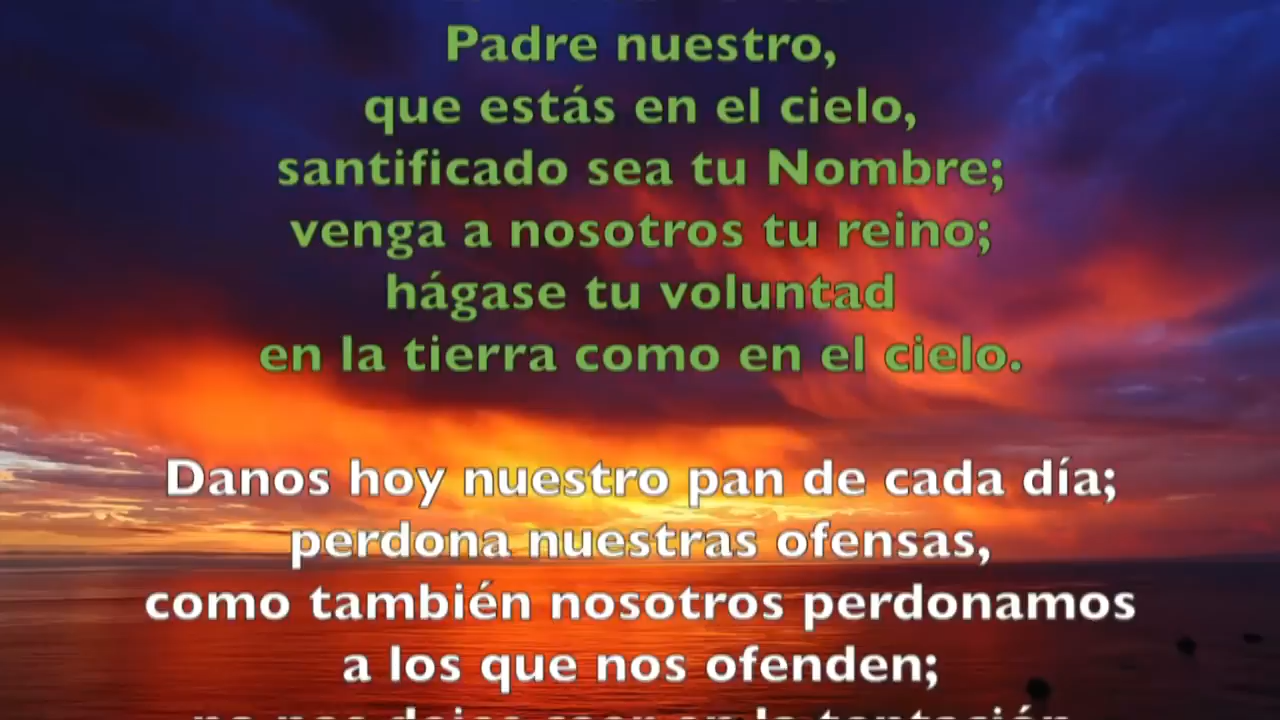 Padre nuestro,
que estás en el cielo,
santificado sea tu Nombre;
venga a nosotros tu reino;
hágase tu voluntad
en la tierra como en el cielo.
Danos hoy nuestro pan de cada día;
perdona nuestras ofensas,
como también nosotros perdonamos
a los que nos ofenden;
no nos dejes caer en la tentación